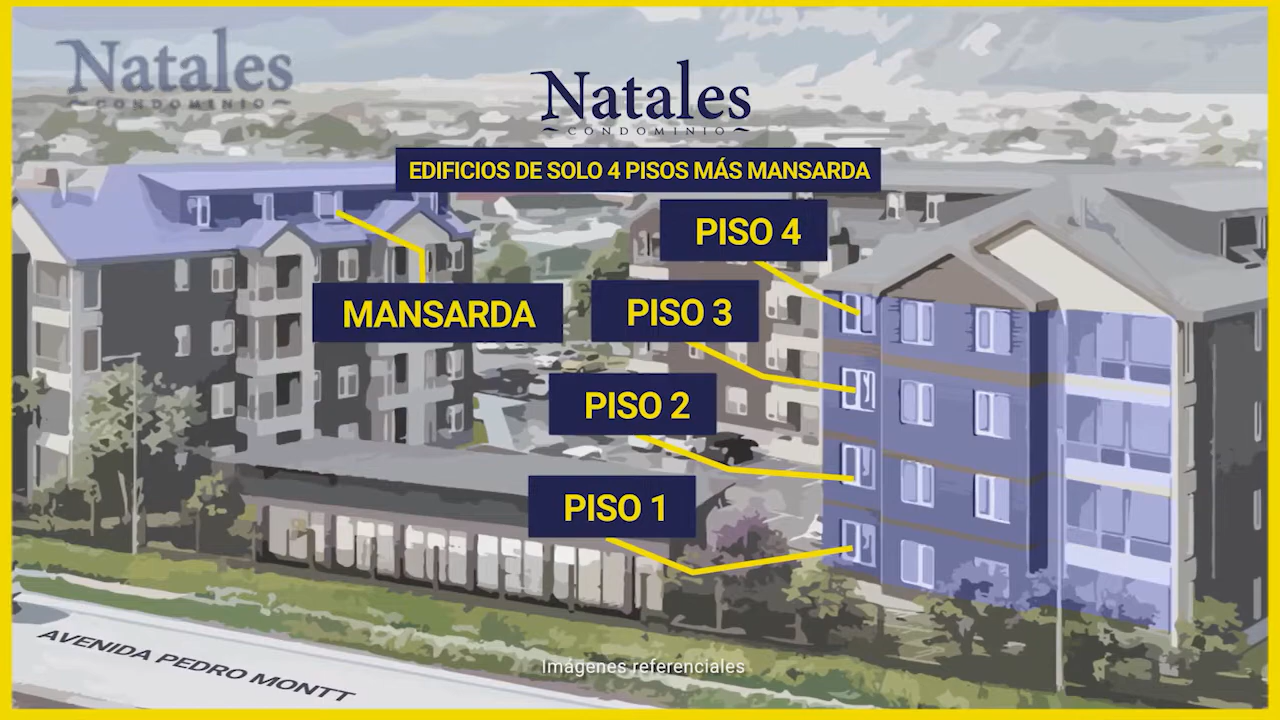 Natales
CONDOMINIO
Natales
CONDOMINIO
EDIFICIOS DE SOLO 4 PISOS MÁS MANSARDA
PISO 4
MANSARDA
PISO 3
PISO 2
PISO 1
AVENIDA PEDRO MONTT
Imágenes referenciales